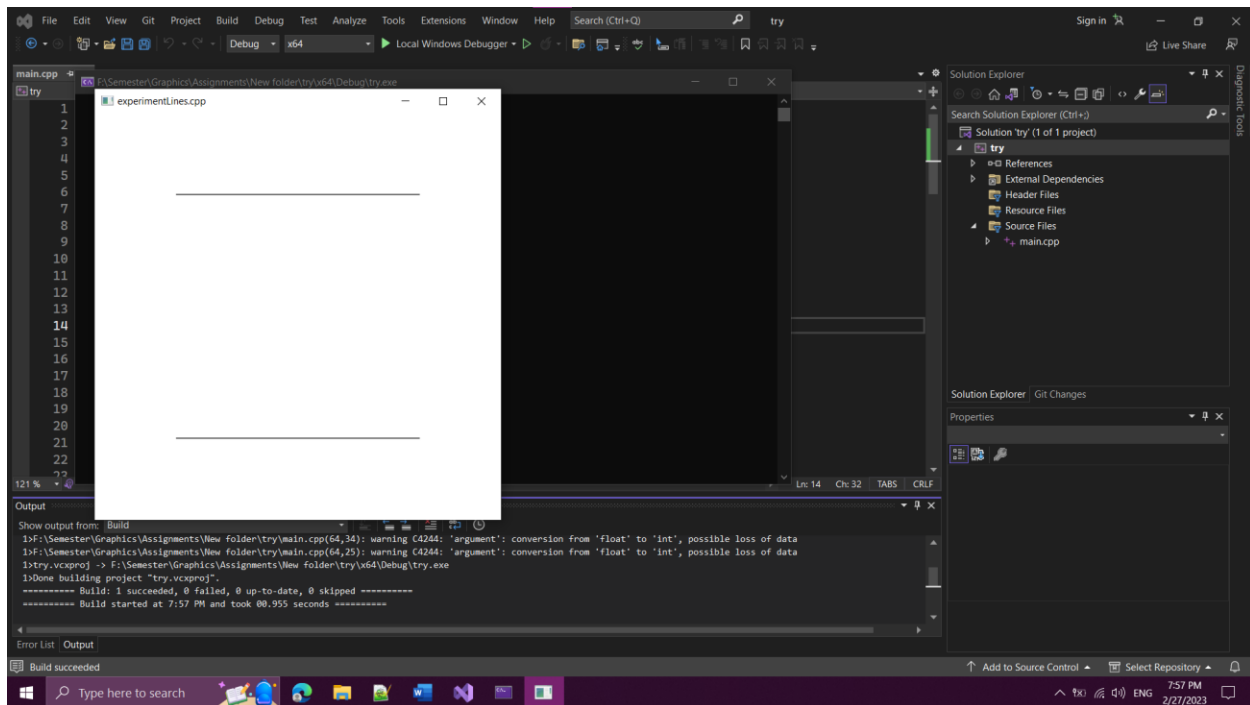 File Edit View Git Project Build Debug Test Analyze Tools Extensions Window Help Search (Ctrl+Q) try Sign in
Debug x64 Local Windows Debugger Live Share
main.cpp
F:\Semester\Graphics\Assignments\New folder\try\x64\Debug\try.exe
try
experimentLines.cpp
1
2
3
4
5
6
7
8
9
10
11
12
13
14
15
16
17
18
19
20
21
22
23
121 % Ln: 14 Ch: 32 TABS CRLF
Solution Explorer
Search Solution Explorer (Ctrl+;)
Solution 'try' (1 of 1 project)
try
References
External Dependencies
Header Files
Resource Files
Source Files
main.cpp
Solution Explorer Git Changes
Properties
Diagnostic Tools
Output
Show output from: Build
1>F:\Semester\Graphics\Assignments\New folder\try\main.cpp(64,34): warning C4244: 'argument': conversion from 'float' to 'int', possible loss of data
1>F:\Semester\Graphics\Assignments\New folder\try\main.cpp(64,25): warning C4244: 'argument': conversion from 'float' to 'int', possible loss of data
1>try.vcxproj -> F:\Semester\Graphics\Assignments\New folder\try\x64\Debug\try.exe
1>Done building project "try.vcxproj".
========== Build: 1 succeeded, 0 failed, 0 up-to-date, 0 skipped ==========
========== Build started at 7:57 PM and took 00.955 seconds ==========
Error List Output
Build succeeded Add to Source Control Select Repository
Type here to search ENG 7:57 PM
2/27/2023